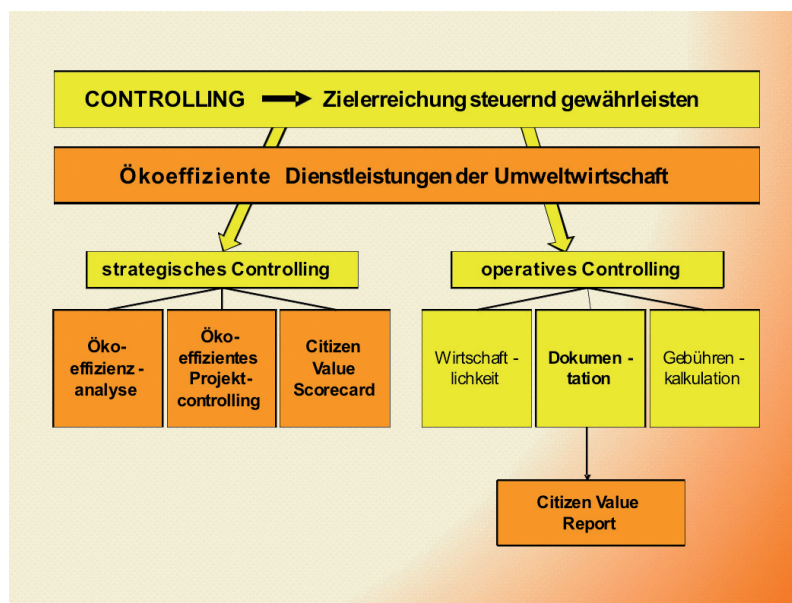 CONTROLLING → Zielerreichung steuernd gewährleisten
Ökoeffiziente Dienstleistungen der Umweltwirtschaft
strategisches Controlling
operatives Controlling
Öko-
effizienz -
analyse
Öko-
effizientes
Projekt-
controlling
Citizen
Value
Scorecard
Wirtschaft -
lichkeit
Dokumen -
tation
Gebühren -
kalkulation
Citizen Value
Report